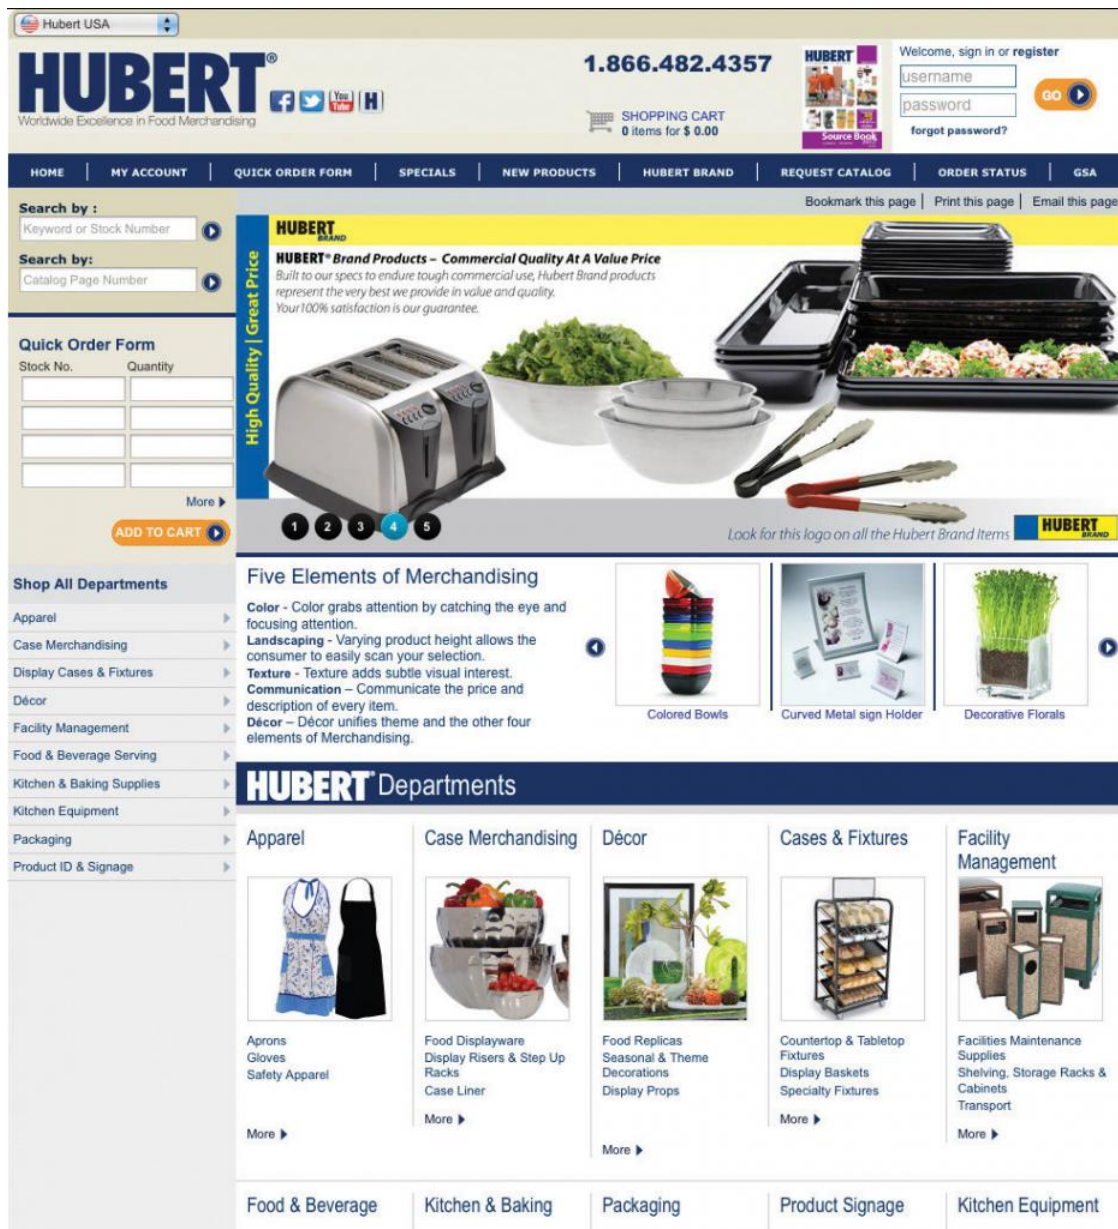 Hubert USA
HUBERT®
Worldwide Excellence in Food Merchandising
You Tube
H
1.866.482.4357
SHOPPING CART
0 items for $ 0.00
HUBERT
Source Book
Welcome, sign in or register
username
password
GO
forgot password?
HOME
MY ACCOUNT
QUICK ORDER FORM
SPECIALS
NEW PRODUCTS
HUBERT BRAND
REQUEST CATALOG
ORDER STATUS
GSA
Search by :
Keyword or Stock Number
Search by:
Catalog Page Number
Quick Order Form
Stock No. Quantity
More
ADD TO CART
Bookmark this page | Print this page | Email this page
High Quality | Great Price
HUBERT
BRAND
HUBERT® Brand Products – Commercial Quality At A Value Price
Built to our specs to endure tough commercial use, Hubert Brand products
represent the very best we provide in value and quality.
Your 100% satisfaction is our guarantee.
1 2 3 4 5
Look for this logo on all the Hubert Brand Items
HUBERT
BRAND
Shop All Departments
Apparel
Case Merchandising
Display Cases & Fixtures
Décor
Facility Management
Food & Beverage Serving
Kitchen & Baking Supplies
Kitchen Equipment
Packaging
Product ID & Signage
Five Elements of Merchandising
Color - Color grabs attention by catching the eye and
focusing attention.
Landscaping - Varying product height allows the
consumer to easily scan your selection.
Texture - Texture adds subtle visual interest.
Communication – Communicate the price and
description of every item.
Décor – Décor unifies theme and the other four
elements of Merchandising.
Colored Bowls
Curved Metal sign Holder
Decorative Florals
HUBERT® Departments
Apparel
Aprons
Gloves
Safety Apparel
More
Case Merchandising
Food Displayware
Display Risers & Step Up
Racks
Case Liner
More
Décor
Food Replicas
Seasonal & Theme
Decorations
Display Props
More
Cases & Fixtures
Countertop & Tabletop
Fixtures
Display Baskets
Specialty Fixtures
More
Facility
Management
Facilities Maintenance
Supplies
Shelving, Storage Racks &
Cabinets
Transport
More
Food & Beverage
Kitchen & Baking
Packaging
Product Signage
Kitchen Equipment